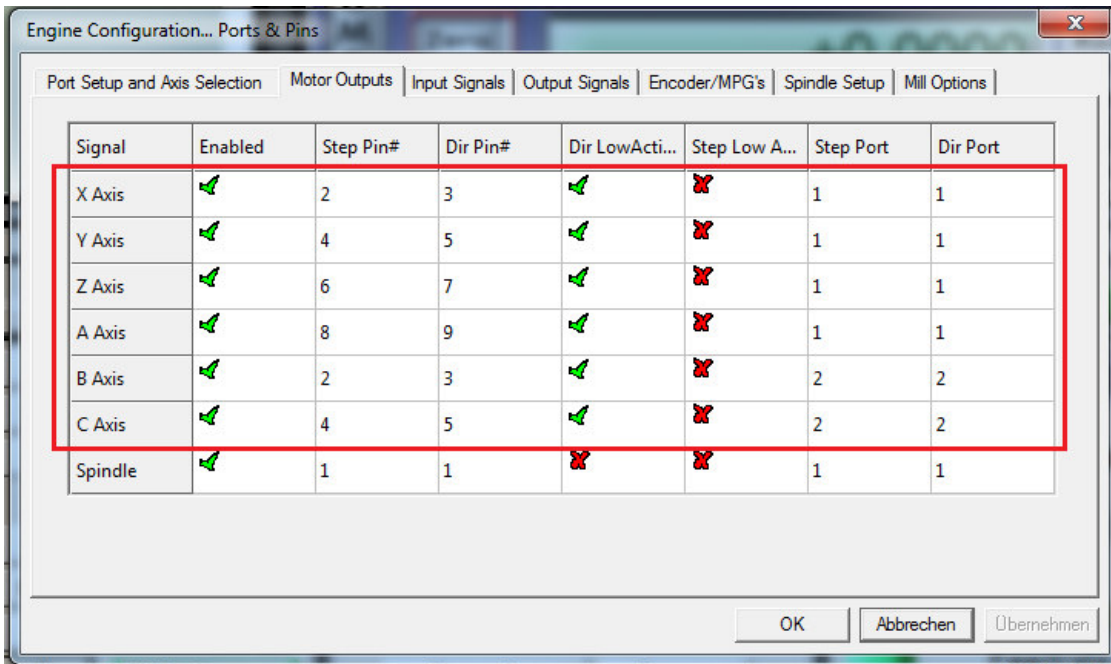 Engine Configuration... Ports & Pins
Port Setup and Axis Selection Motor Outputs Input Signals Output Signals Encoder/MPG's Spindle Setup Mill Options
Signal Enabled Step Pin# Dir Pin# Dir LowActi... Step Low A... Step Port Dir Port
X Axis 2 3 1 1
Y Axis 4 5 1 1
Z Axis 6 7 1 1
A Axis 8 9 1 1
B Axis 2 3 2 2
C Axis 4 5 2 2
Spindle 1 1 1 1
OK Abbrechen Übernehmen